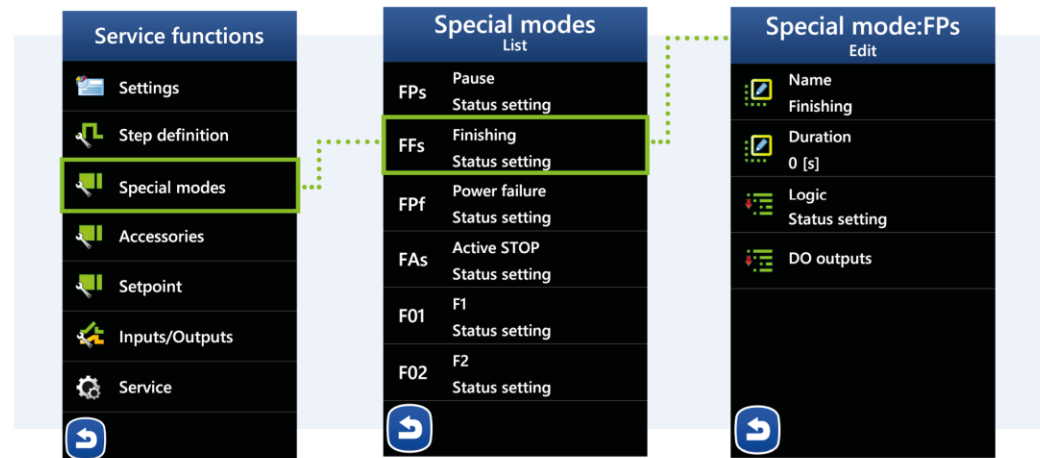 Service functions
Settings
Step definition
Special modes
Accessories
Setpoint
Inputs/Outputs
Service
Special modes
List
FPs
Pause
Status setting
FFs
Finishing
Status setting
FPf
Power failure
Status setting
FAs
Active STOP
Status setting
F01
F1
Status setting
F02
F2
Status setting
Special mode:FPs
Edit
Name
Finishing
Duration
0 [s]
Logic
Status setting
DO outputs